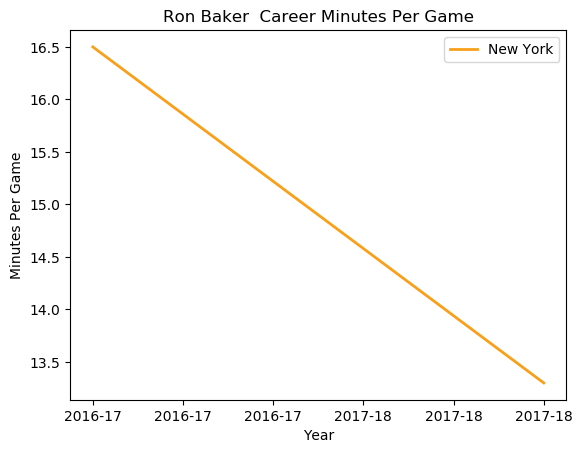 Ron Baker  Career Minutes Per Game
New York
Minutes Per Game
16.5
16.0
15.5
15.0
14.5
14.0
13.5
2016-17 2016-17 2016-17 2017-18 2017-18 2017-18
Year